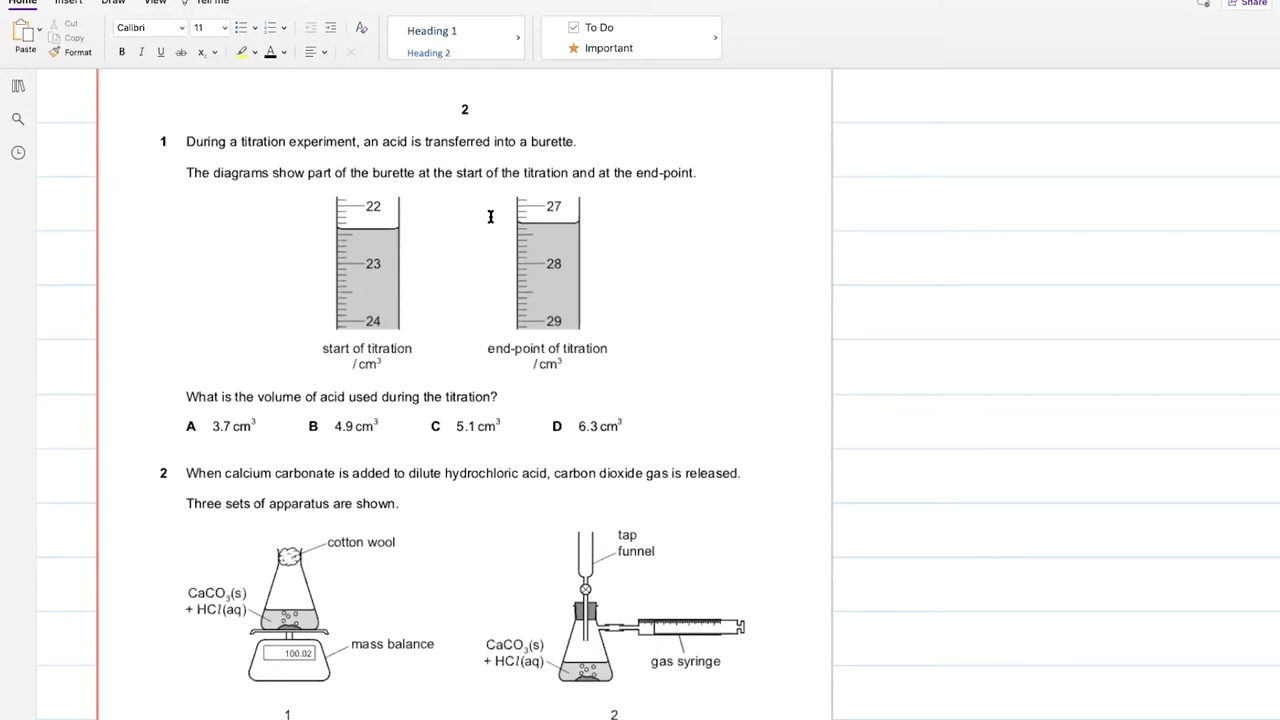 Home Insert Draw View Tell me
Share
Paste
Cut
Copy
Format
Calibri 11
B I U ab x
A
Heading 1
Heading 2
To Do
Important
2
1 During a titration experiment, an acid is transferred into a burette.
The diagrams show part of the burette at the start of the titration and at the end-point.
22 27
23 28
24 29
start of titration end-point of titration
/ cm³ / cm³
What is the volume of acid used during the titration?
A 3.7 cm³ B 4.9 cm³ C 5.1 cm³ D 6.3 cm³
2 When calcium carbonate is added to dilute hydrochloric acid, carbon dioxide gas is released.
Three sets of apparatus are shown.
cotton wool
CaCO₃(s)
+ HCl(aq)
mass balance
100.02
1
tap
funnel
CaCO₃(s)
+ HCl(aq)
gas syringe
2